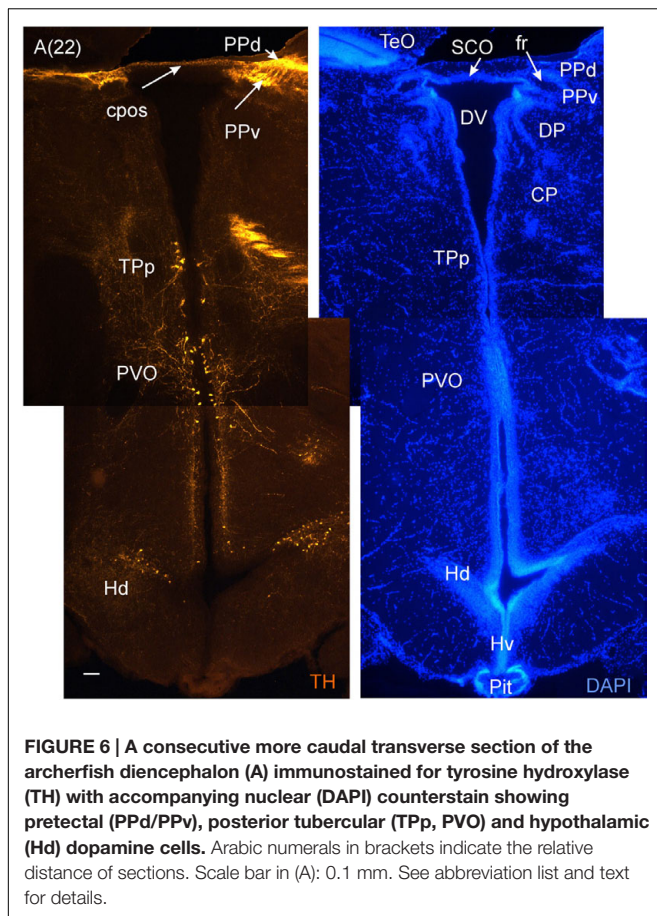 A(22)
PPd
cpos
PPv
TPp
PVO
Hd
TH
TeO
SCO
fr
PPd
PPv
DV
DP
CP
TPp
PVO
Hd
Hv
Pit
DAPI
FIGURE 6 | A consecutive more caudal transverse section of the
archerfish diencephalon (A) immunostained for tyrosine hydroxylase
(TH) with accompanying nuclear (DAPI) counterstain showing
pretectal (PPd/PPv), posterior tubercular (TPp, PVO) and hypothalamic
(Hd) dopamine cells. Arabic numerals in brackets indicate the relative
distance of sections. Scale bar in (A): 0.1 mm. See abbreviation list and text
for details.